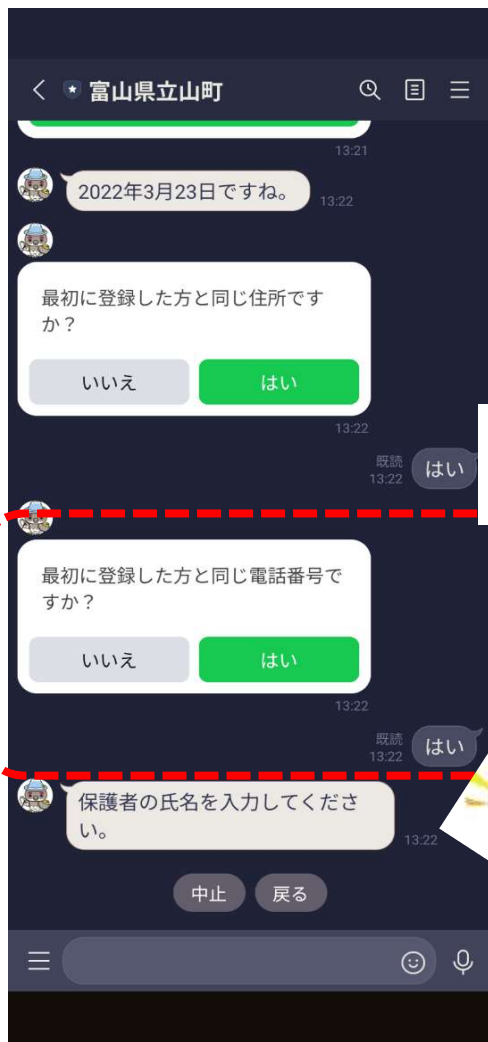 富山県立山町
13:21
2022年3月23日ですね。
13:22
最初に登録した方と同じ住所です
か？
いいえ
はい
13:22
既読
13:22
はい
最初に登録した方と同じ電話番号で
すか？
いいえ
はい
13:22
既読
13:22
はい
保護者の氏名を入力してくださ
い。
13:22
中止
戻る